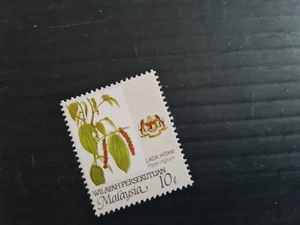 LADA HITAM
Piper nigrum
WILAYAH PERSEKUTUAN
Malaysia 10¢